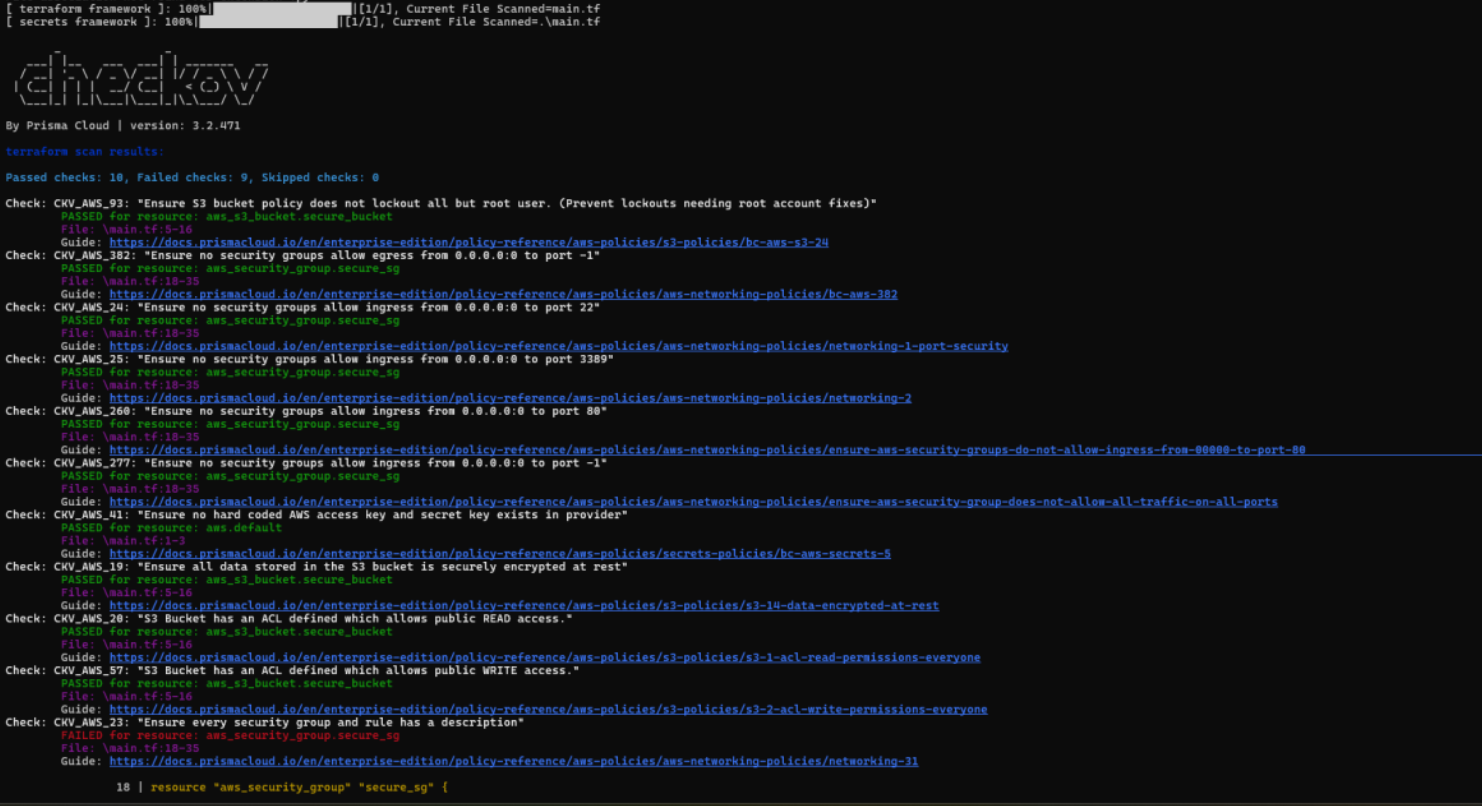 [ terraform framework ]: 100%|                    |[1/1], Current File Scanned=main.tf
[ secrets framework ]: 100%|                    |[1/1], Current File Scanned=.\main.tf
checkov
By Prisma Cloud | version: 3.2.471
terraform scan results:
Passed checks: 10, Failed checks: 9, Skipped checks: 0
Check: CKV_AWS_93: "Ensure S3 bucket policy does not lockout all but root user. (Prevent lockouts needing root account fixes)"
PASSED for resource: aws_s3_bucket.secure_bucket
File: \main.tf:5-16
Guide: https://docs.prismacloud.io/en/enterprise-edition/policy-reference/aws-policies/s3-policies/bc-aws-s3-24
Check: CKV_AWS_382: "Ensure no security groups allow egress from 0.0.0.0:0 to port -1"
PASSED for resource: aws_security_group.secure_sg
File: \main.tf:18-35
Guide: https://docs.prismacloud.io/en/enterprise-edition/policy-reference/aws-policies/aws-networking-policies/bc-aws-382
Check: CKV_AWS_24: "Ensure no security groups allow ingress from 0.0.0.0:0 to port 22"
PASSED for resource: aws_security_group.secure_sg
File: \main.tf:18-35
Guide: https://docs.prismacloud.io/en/enterprise-edition/policy-reference/aws-policies/aws-networking-policies/networking-1-port-security
Check: CKV_AWS_25: "Ensure no security groups allow ingress from 0.0.0.0:0 to port 3389"
PASSED for resource: aws_security_group.secure_sg
File: \main.tf:18-35
Guide: https://docs.prismacloud.io/en/enterprise-edition/policy-reference/aws-policies/aws-networking-policies/networking-2
Check: CKV_AWS_260: "Ensure no security groups allow ingress from 0.0.0.0:0 to port 80"
PASSED for resource: aws_security_group.secure_sg
File: \main.tf:18-35
Guide: https://docs.prismacloud.io/en/enterprise-edition/policy-reference/aws-policies/aws-networking-policies/ensure-aws-security-groups-do-not-allow-ingress-from-00000-to-port-80
Check: CKV_AWS_277: "Ensure no security groups allow ingress from 0.0.0.0:0 to port -1"
PASSED for resource: aws_security_group.secure_sg
File: \main.tf:18-35
Guide: https://docs.prismacloud.io/en/enterprise-edition/policy-reference/aws-policies/aws-networking-policies/ensure-aws-security-group-does-not-allow-all-traffic-on-all-ports
Check: CKV_AWS_41: "Ensure no hard coded AWS access key and secret key exists in provider"
PASSED for resource: aws.default
File: \main.tf:1-3
Guide: https://docs.prismacloud.io/en/enterprise-edition/policy-reference/aws-policies/secrets-policies/bc-aws-secrets-5
Check: CKV_AWS_19: "Ensure all data stored in the S3 bucket is securely encrypted at rest"
PASSED for resource: aws_s3_bucket.secure_bucket
File: \main.tf:5-16
Guide: https://docs.prismacloud.io/en/enterprise-edition/policy-reference/aws-policies/s3-policies/s3-14-data-encrypted-at-rest
Check: CKV_AWS_20: "S3 Bucket has an ACL defined which allows public READ access."
PASSED for resource: aws_s3_bucket.secure_bucket
File: \main.tf:5-16
Guide: https://docs.prismacloud.io/en/enterprise-edition/policy-reference/aws-policies/s3-policies/s3-1-acl-read-permissions-everyone
Check: CKV_AWS_57: "S3 Bucket has an ACL defined which allows public WRITE access."
PASSED for resource: aws_s3_bucket.secure_bucket
File: \main.tf:5-16
Guide: https://docs.prismacloud.io/en/enterprise-edition/policy-reference/aws-policies/s3-policies/s3-2-acl-write-permissions-everyone
Check: CKV_AWS_23: "Ensure every security group and rule has a description"
FAILED for resource: aws_security_group.secure_sg
File: \main.tf:18-35
Guide: https://docs.prismacloud.io/en/enterprise-edition/policy-reference/aws-policies/aws-networking-policies/networking-31
18 | resource "aws_security_group" "secure_sg" {